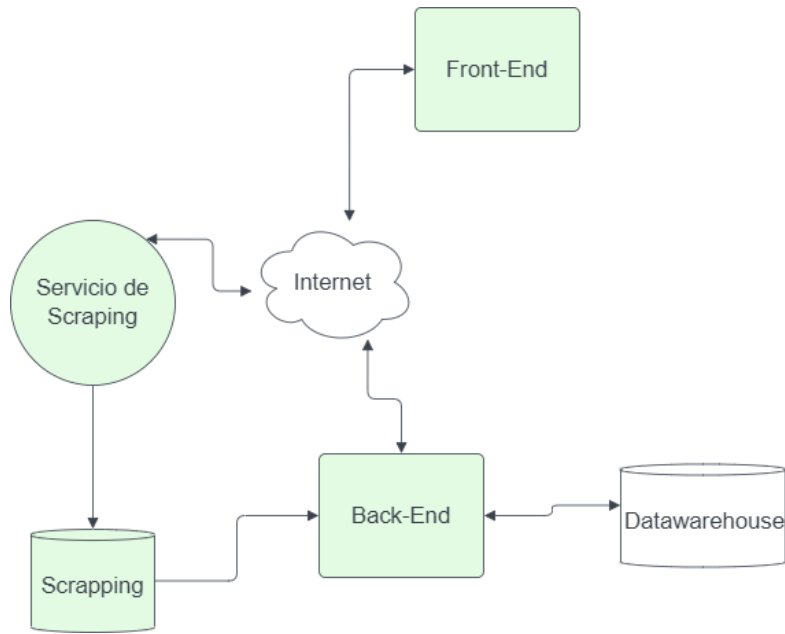 Front-End
Internet
Servicio de
Scraping
Back-End
Datawarehouse
Scrapping